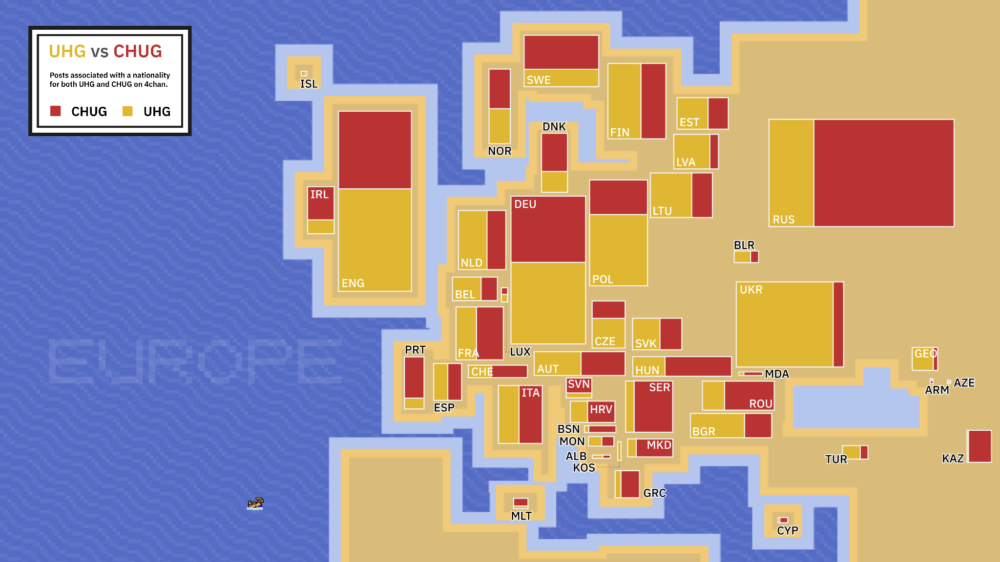 UHG vs CHUG
Posts associated with a nationality
for both UHG and CHUG on 4chan.
CHUG UHG
ISL
SWE
NOR
DNK
FIN
EST
LVA
LTU
RUS
IRL
ENG
NLD
DEU
POL
BLR
BEL
UKR
FRA
LUX
CZE
SVK
EUROPE
PRT
ESP
CHE
AUT
HUN
MDA
GEO
ARM
AZE
ITA
SVN
SER
ROU
HRV
BSN
MON
MKD
BGR
ALB
KOS
TUR
KAZ
GRC
MLT
CYP